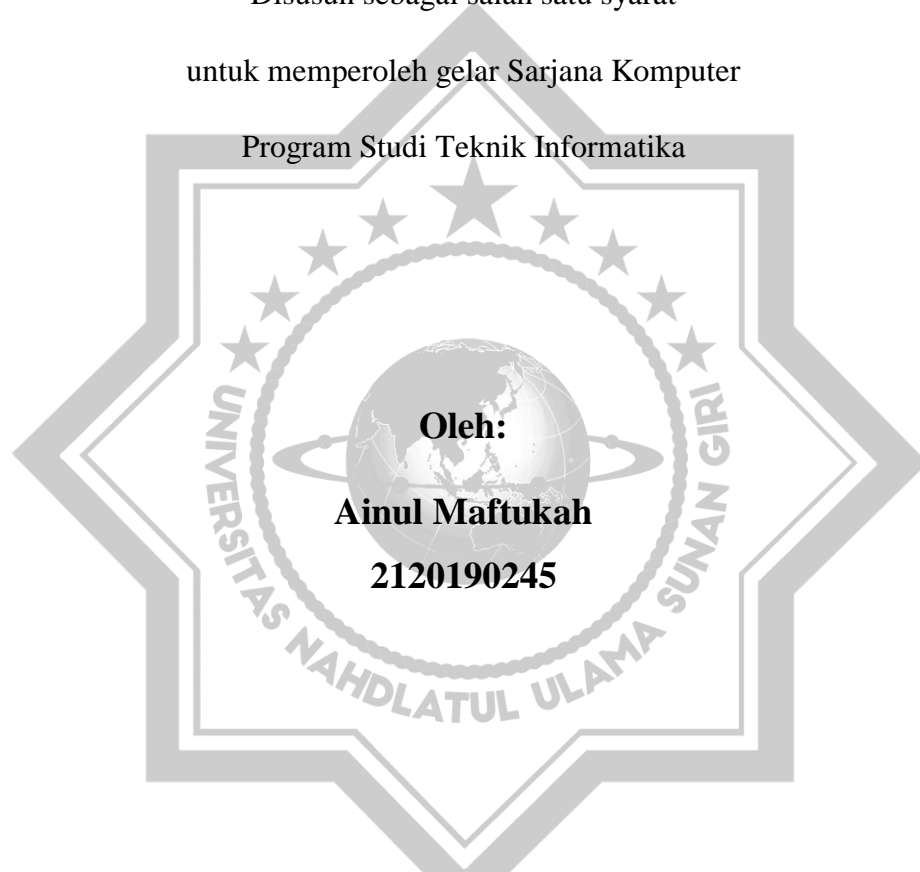 Disusun sebagai salah satu syarat
untuk memperoleh gelar Sarjana Komputer
Program Studi Teknik Informatika
Oleh:
Ainul Maftukah
2120190245
UNIVERSITAS NAHDLATUL ULAMA SUNAN GIRI